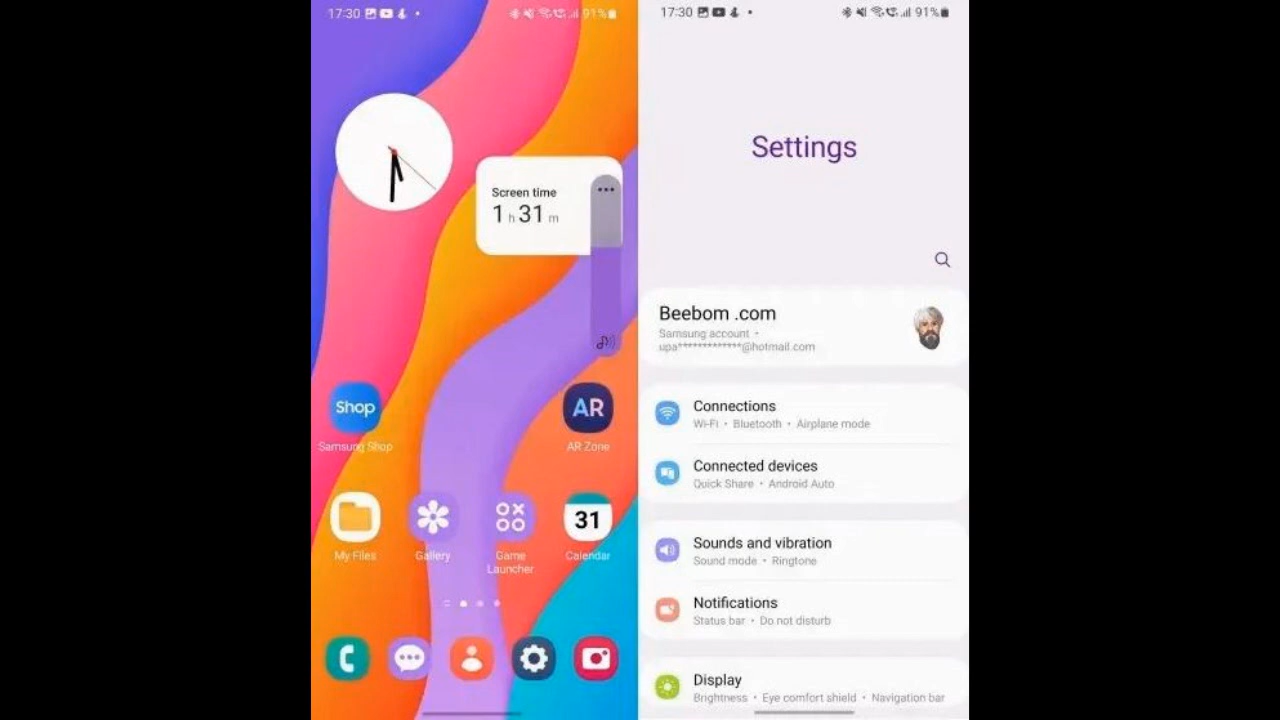 17:30
91%
Screen time
1 h 31 m
Shop
Samsung Shop
AR
AR Zone
My Files
Gallery
Game
Launcher
31
Calendar
17:30
91%
Settings
Beebom .com
Samsung account •
upa*************@hotmail.com
Connections
Wi-Fi • Bluetooth • Airplane mode
Connected devices
Quick Share • Android Auto
Sounds and vibration
Sound mode • Ringtone
Notifications
Status bar • Do not disturb
Display
Brightness • Eye comfort shield • Navigation bar